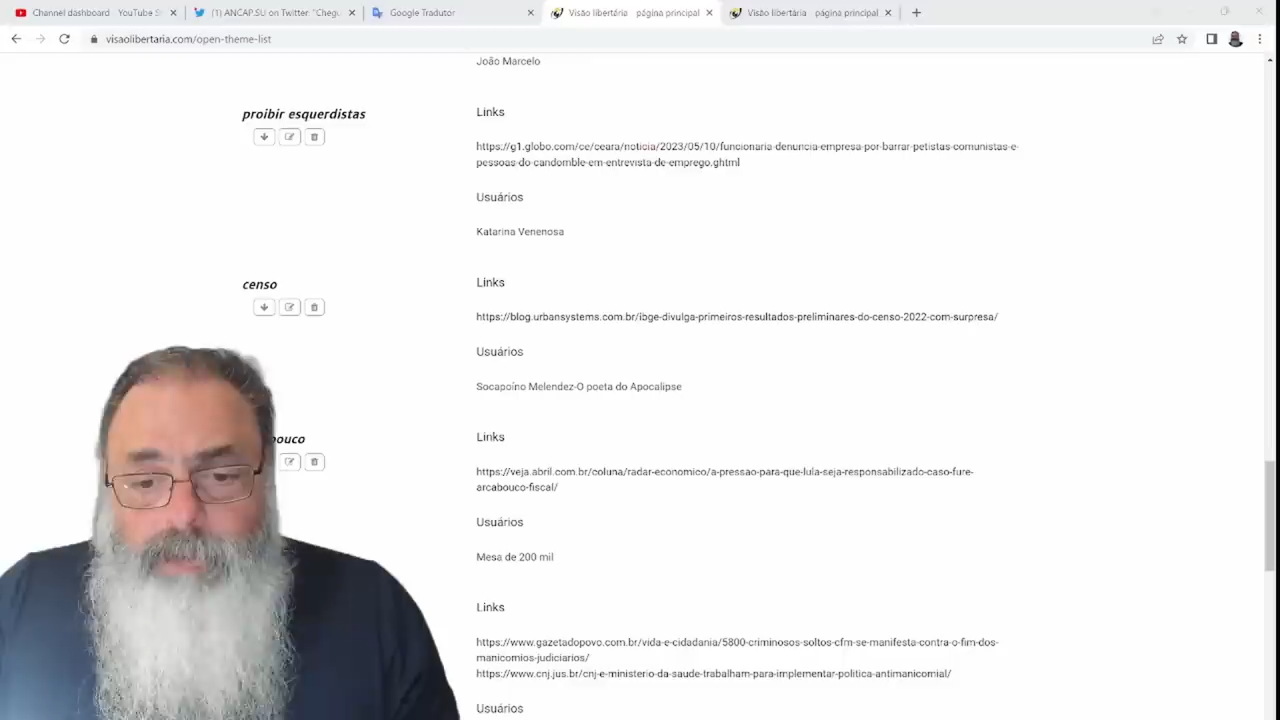 Channel dashboard - YouTube S
(1) ANCAP.SU on Twitter: "Chegu
Google Tradutor
Visão libertária - página principal
Visão libertária - página principal
visaolibertaria.com/open-theme-list
João Marcelo
proibir esquerdistas
Links
https://g1.globo.com/ce/ceara/noticia/2023/05/10/funcionaria-denuncia-empresa-por-barrar-petistas-comunistas-e-
pessoas-do-candomble-em-entrevista-de-emprego.ghtml
Usuários
Katarina Venenosa
censo
Links
https://blog.urbansystems.com.br/ibge-divulga-primeiros-resultados-preliminares-do-censo-2022-com-surpresa/
Usuários
Socapoíno Melendez-O poeta do Apocalipse
bouco
Links
https://veja.abril.com.br/coluna/radar-economico/a-pressao-para-que-lula-seja-responsabilizado-caso-fure-
arcabouco-fiscal/
Usuários
Mesa de 200 mil
Links
https://www.gazetadopovo.com.br/vida-e-cidadania/5800-criminosos-soltos-cfm-se-manifesta-contra-o-fim-dos-
manicomios-judiciarios/
https://www.cnj.jus.br/cnj-e-ministerio-da-saude-trabalham-para-implementar-politica-antimanicomial/
Usuários